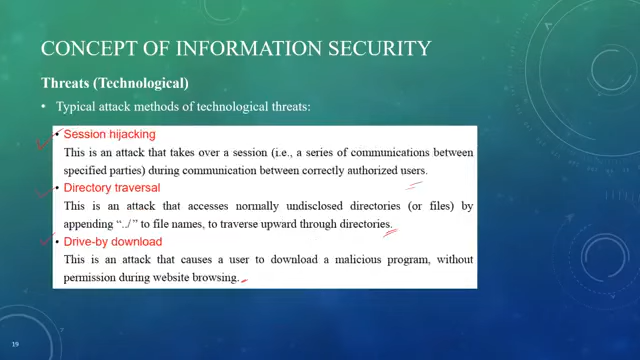 CONCEPT OF INFORMATION SECURITY
Threats (Technological)
• Typical attack methods of technological threats:
• Session hijacking
This is an attack that takes over a session (i.e., a series of communications between
specified parties) during communication between correctly authorized users.
• Directory traversal
This is an attack that accesses normally undisclosed directories (or files) by
appending “../” to file names, to traverse upward through directories.
• Drive-by download
This is an attack that causes a user to download a malicious program, without
permission during website browsing.
19